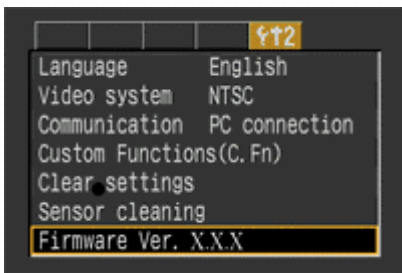 2
Language English
Video system NTSC
Communication PC connection
Custom Functions(C.Fn)
Clear settings
Sensor cleaning
Firmware Ver. X.X.X